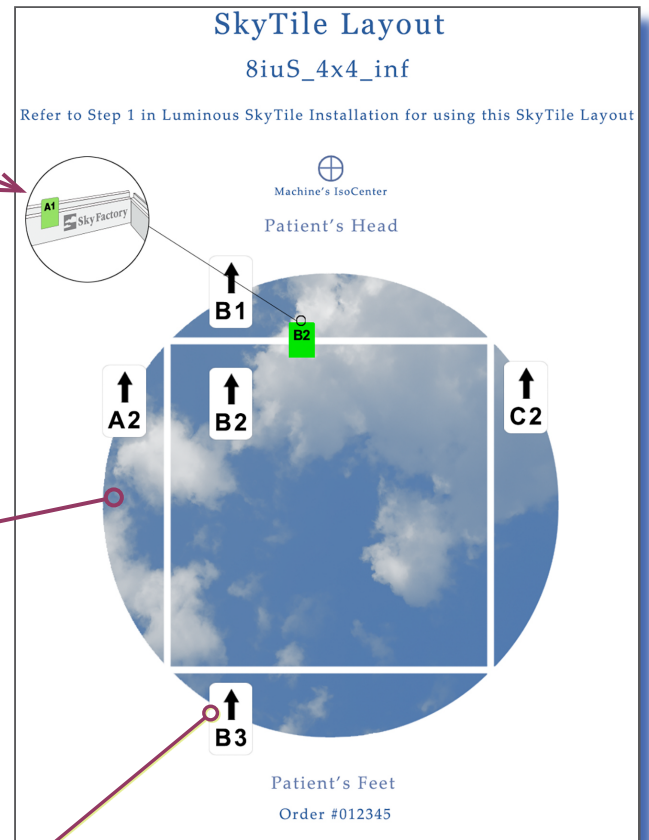 SkyTile Layout
8iuS_4x4_inf
Refer to Step 1 in Luminous SkyTile Installation for using this SkyTile Layout
Machine's IsoCenter
A1
SkyFactory
Patient's Head
B1
B2
A2
B2
C2
B3
Patient's Feet
Order #012345